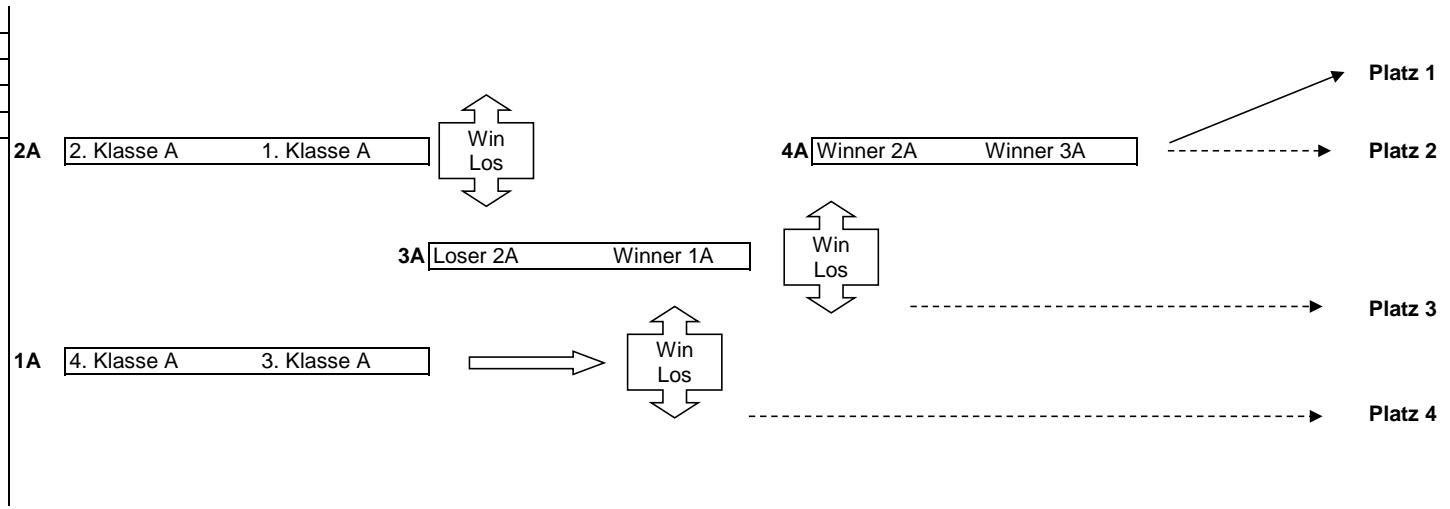 Platz 1
Win
Los
2A 2. Klasse A 1. Klasse A
4A Winner 2A Winner 3A
Platz 2
3A Loser 2A Winner 1A
Win
Los
Platz 3
1A 4. Klasse A 3. Klasse A
Win
Los
Platz 4